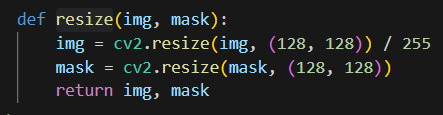 def resize(img, mask):
    img = cv2.resize(img, (128, 128)) / 255
    mask = cv2.resize(mask, (128, 128))
    return img, mask